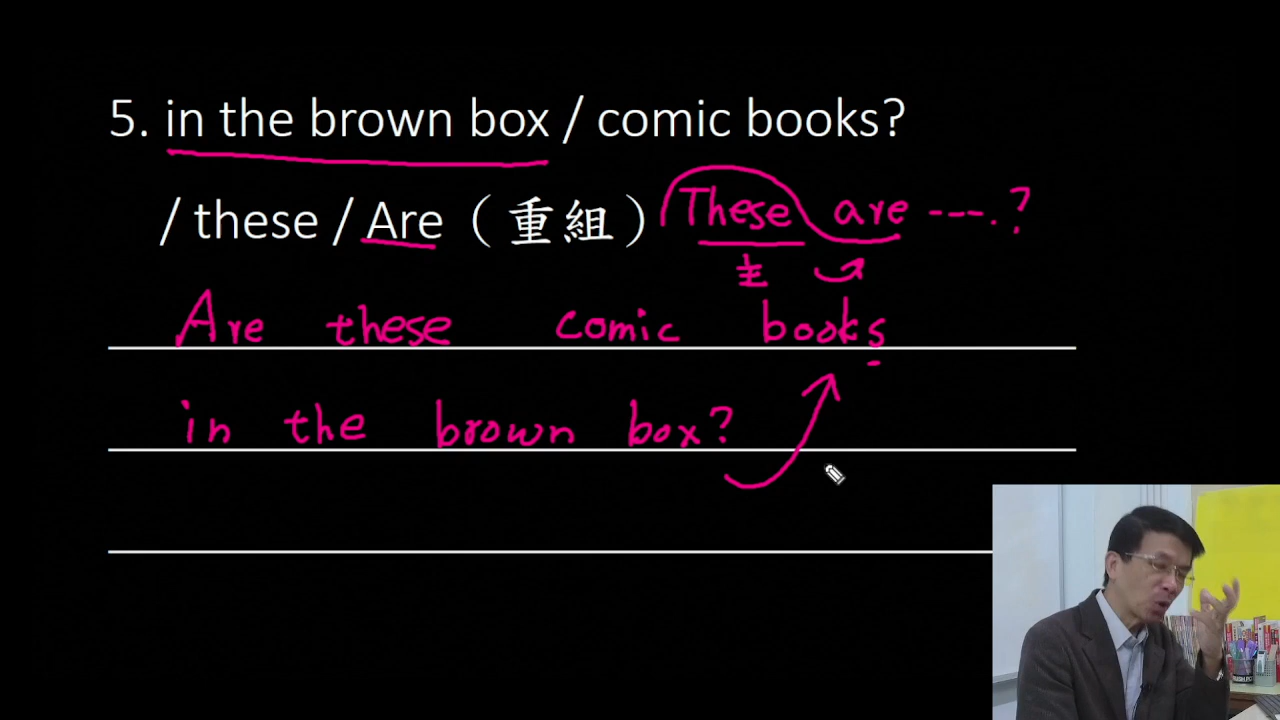 5. in the brown box / comic books?
/ these / Are（重組） These are ----.?
主
Are these comic books
in the brown box?